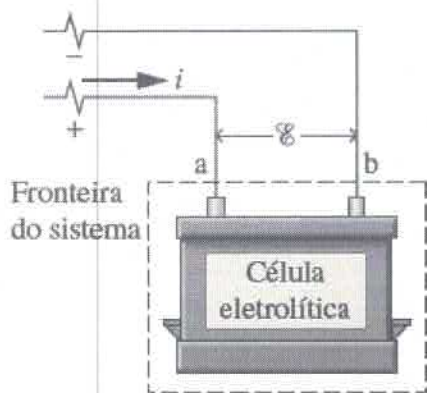 −
i
+
ℰ
a
b
Fronteira
do sistema
Célula
eletrolítica